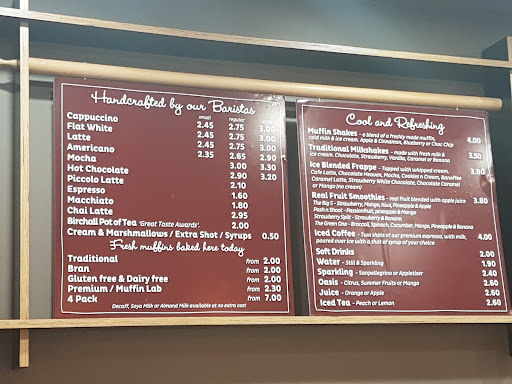 Handcrafted by our Baristas
small regular
Cappuccino 2.45 2.75 3.00
Flat White 2.45 2.75 3.00
Latte 2.45 2.75 3.00
Americano 2.35 2.65 2.90
Mocha 3.00 3.30
Hot Chocolate 2.90 3.20
Piccolo Latte 2.10
Espresso 1.60
Macchiato 1.80
Chai Latte 2.95
Birchall Pot of Tea 'Great Taste Awards'. 2.00
Cream & Marshmallows / Extra Shot / Syrups 0.50
Fresh muffins baked here today
Traditional from 2.00
Bran from 2.00
Gluten free & Dairy free from 2.00
Premium / Muffin Lab from 2.30
4 Pack from 7.00
Decaff, Soya Milk or Almond Milk available at no extra cost
Cool and Refreshing
Muffin Shakes - a blend of a freshly made muffin,
cold milk & ice cream. Apple & Cinnamon, Blueberry or Choc Chip 4.00
Traditional Milkshakes - made with fresh milk &
ice cream. Chocolate, Strawberry, Vanilla, Caramel or Banana 3.50
Ice Blended Frappe - Topped with whipped cream. 3.80
Cafe Latte, Chocolate Heaven, Mocha, Cookies n Cream, Banoffee
Caramel Latte, Strawberry White Chocolate, Chocolate Caramel
or Mango (no cream)
Real Fruit Smoothies - real fruit blended with apple juice 3.80
The Big 5 - Strawberry, Mango, Kiwi, Pineapple & Apple
Pash n Shoot - Passionfruit, pineapple & Mango
Strawberry Split - Strawberry & Banana
The Green One - Broccoli, Spinach, Cucumber, Mango, Pineapple & Banana
Iced Coffee - Two shots of our premium espresso, with milk, 4.00
poured over ice with a shot of syrup of your choice
Soft Drinks 2.00
Water - Still & Sparkling 1.90
Sparkling - Sanpellegrino or Appetizer 2.40
Oasis - Citrus, Summer Fruits or Mango 2.60
Juice - Orange or Apple 2.60
Iced Tea - Peach or Lemon 2.60